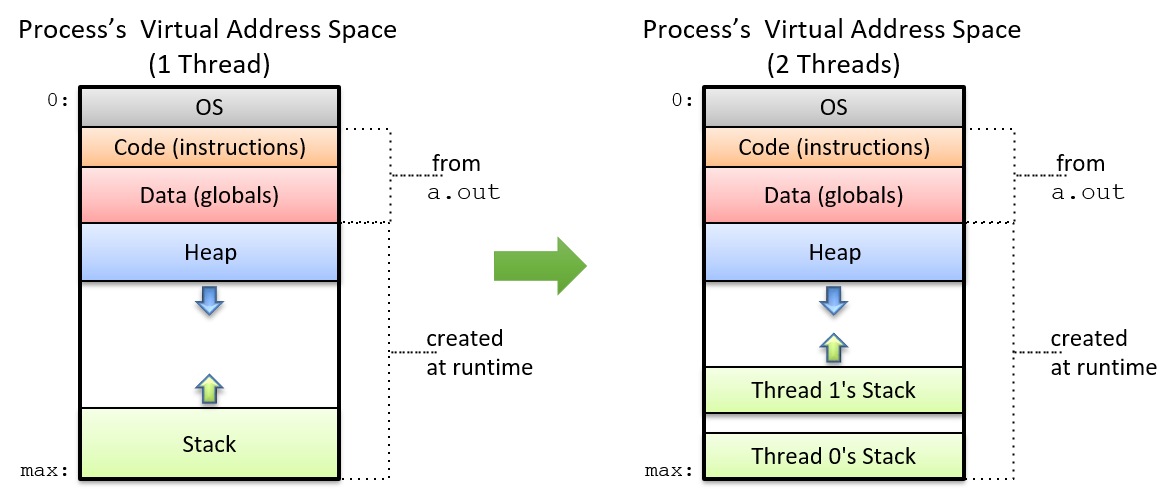 Process’s  Virtual Address Space
(1 Thread)
0:
OS
Code (instructions)
Data (globals)
Heap
Stack
max:
from
a.out
created
at runtime
Process’s  Virtual Address Space
(2 Threads)
0:
OS
Code (instructions)
Data (globals)
Heap
Thread 1's Stack
Thread 0's Stack
max:
from
a.out
created
at runtime